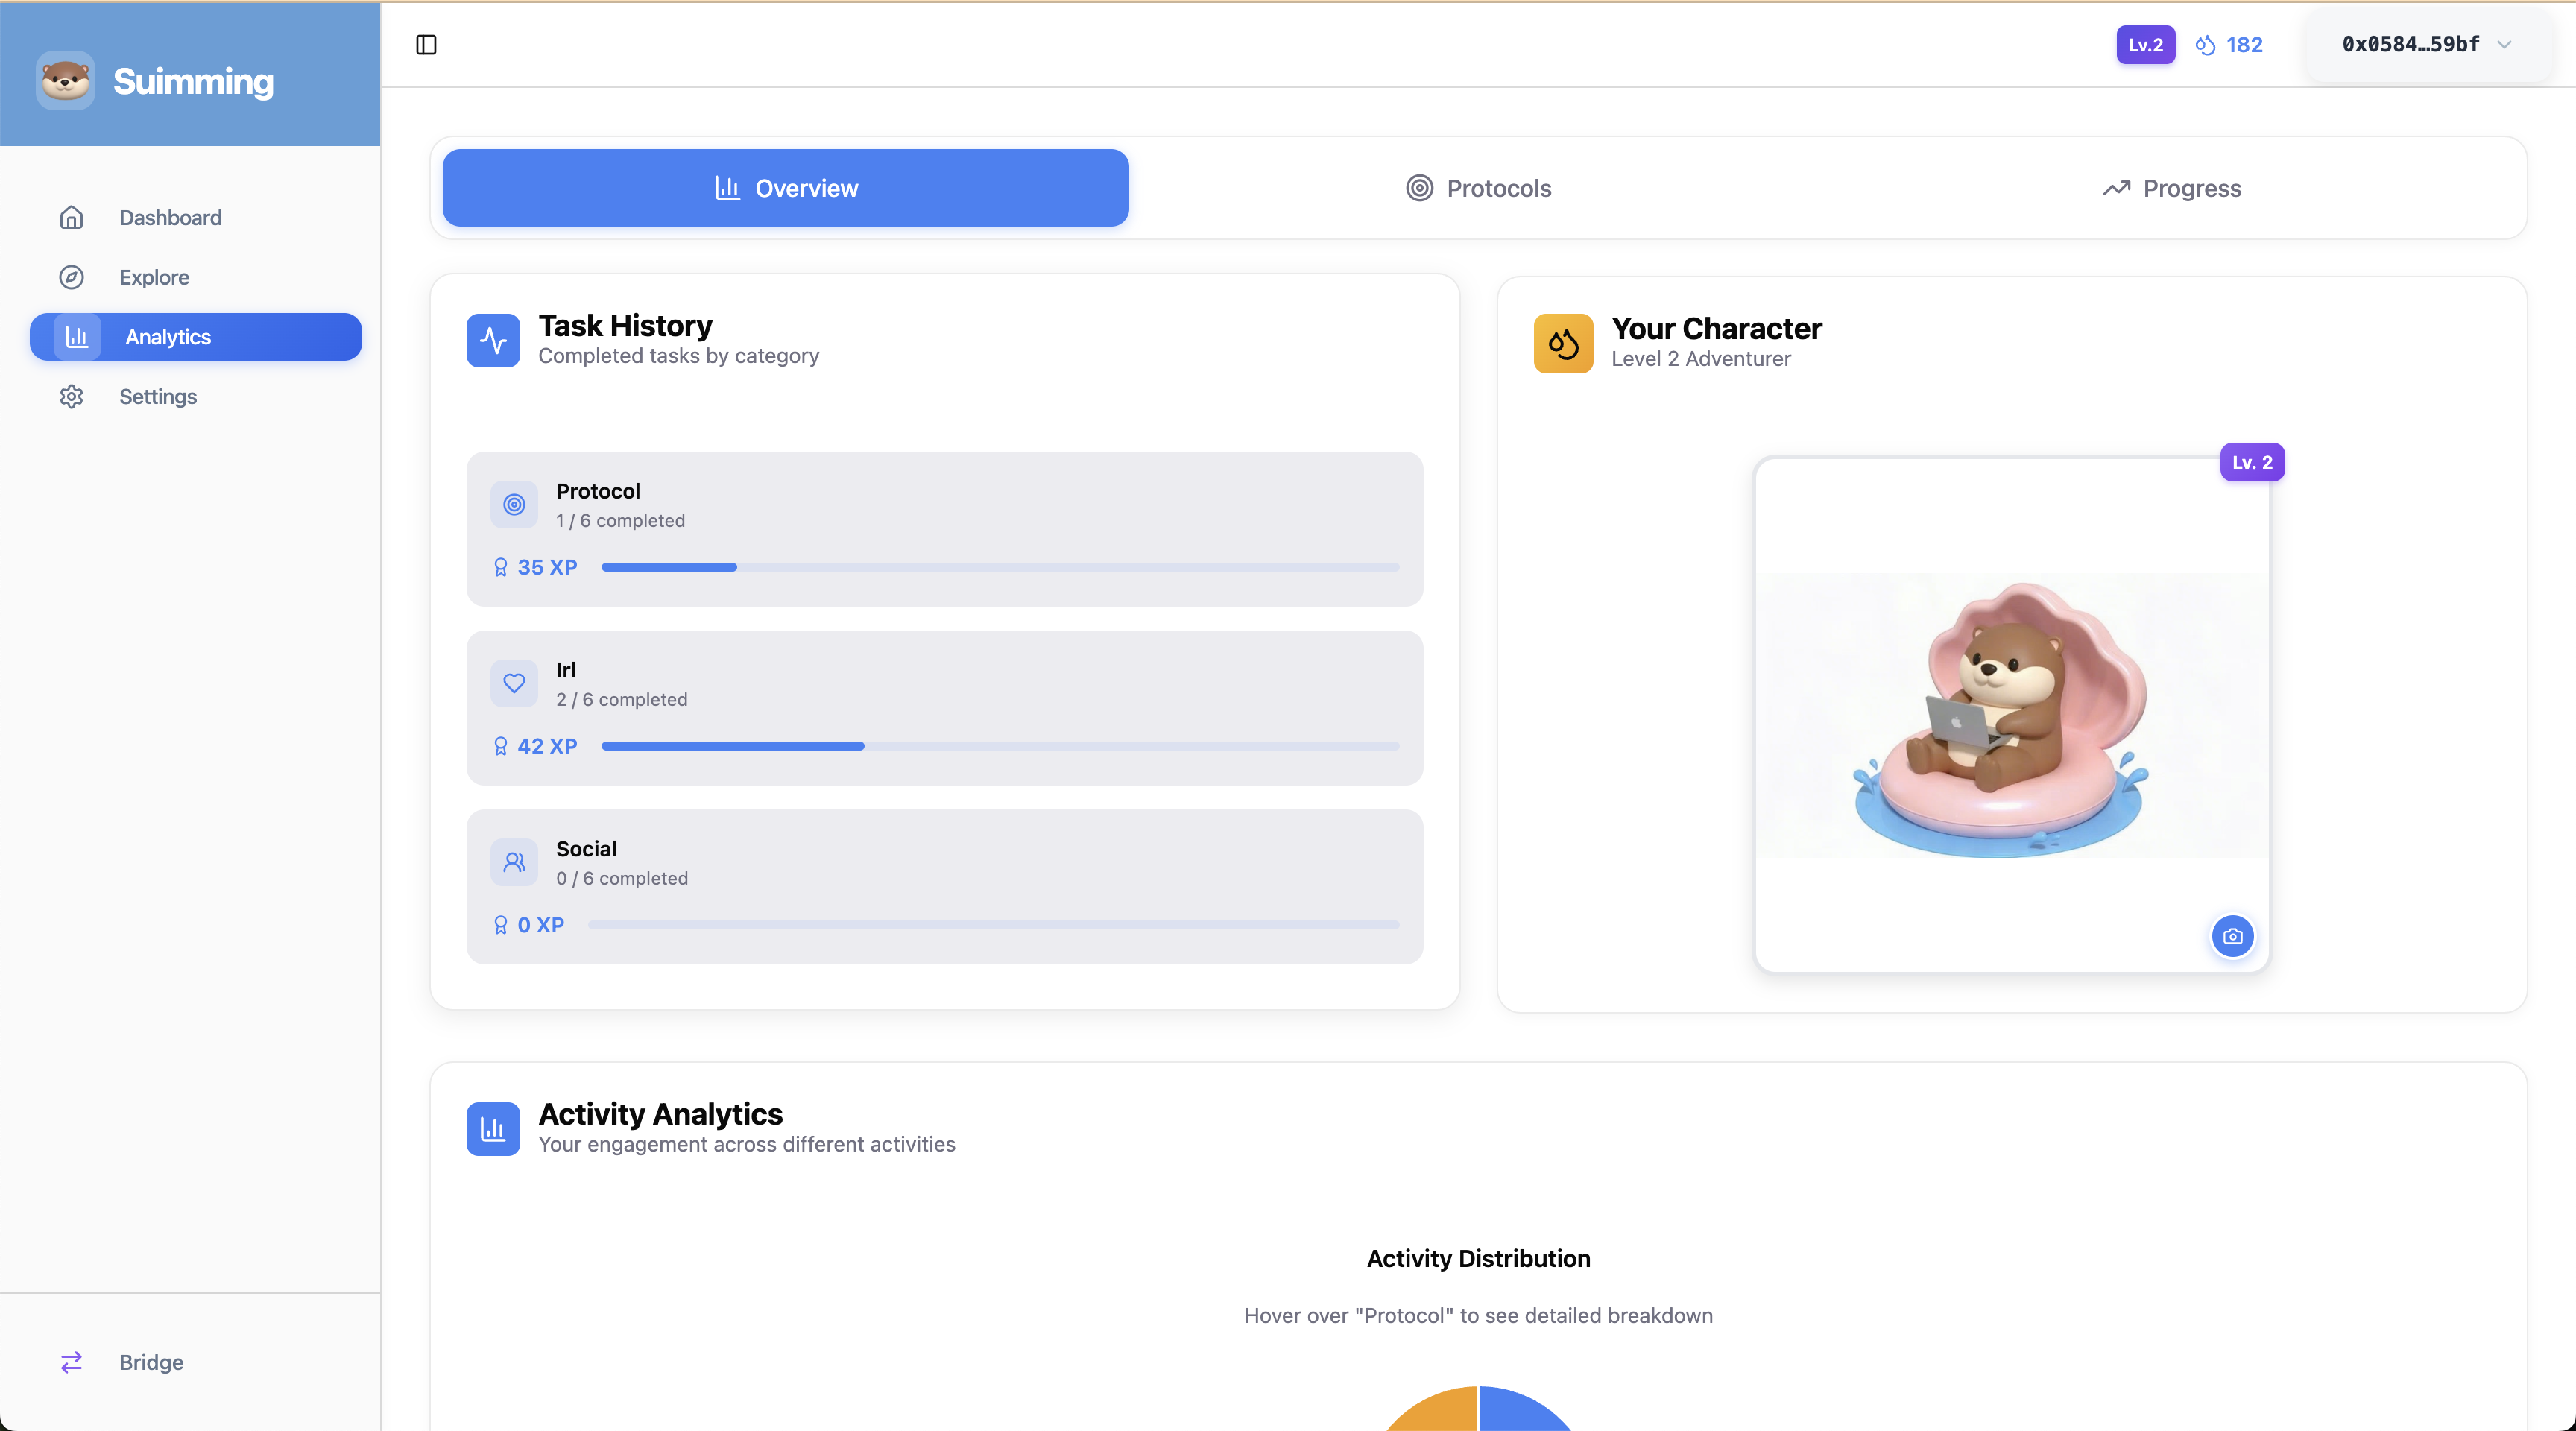 Suimming
Lv.2
182
0x0584…59bf
Dashboard
Explore
Analytics
Settings
Bridge
Overview
Protocols
Progress
Task History
Completed tasks by category
Protocol
1 / 6 completed
35 XP
Irl
2 / 6 completed
42 XP
Social
0 / 6 completed
0 XP
Your Character
Level 2 Adventurer
Lv. 2
Activity Analytics
Your engagement across different activities
Activity Distribution
Hover over "Protocol" to see detailed breakdown